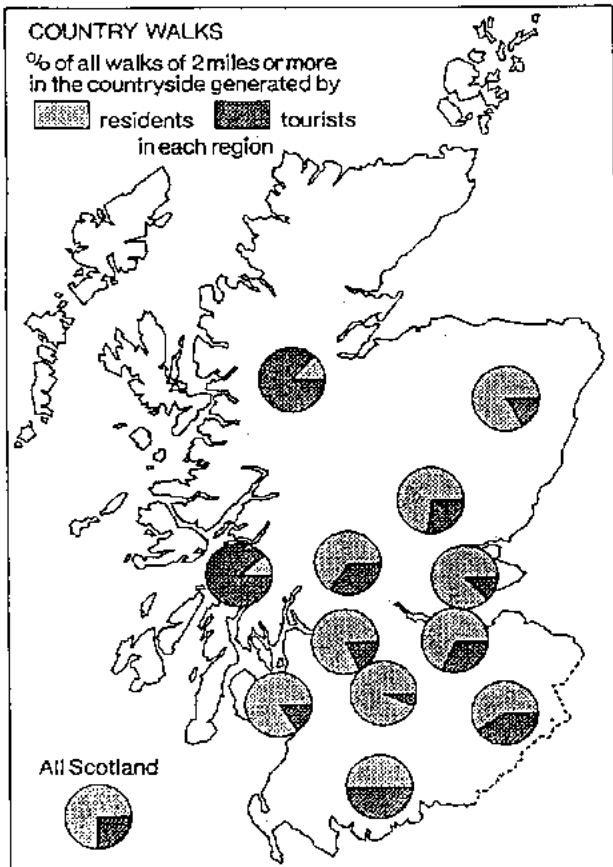 COUNTRY WALKS
% of all walks of 2 miles or more
in the countryside generated by
residents tourists
in each region
All Scotland